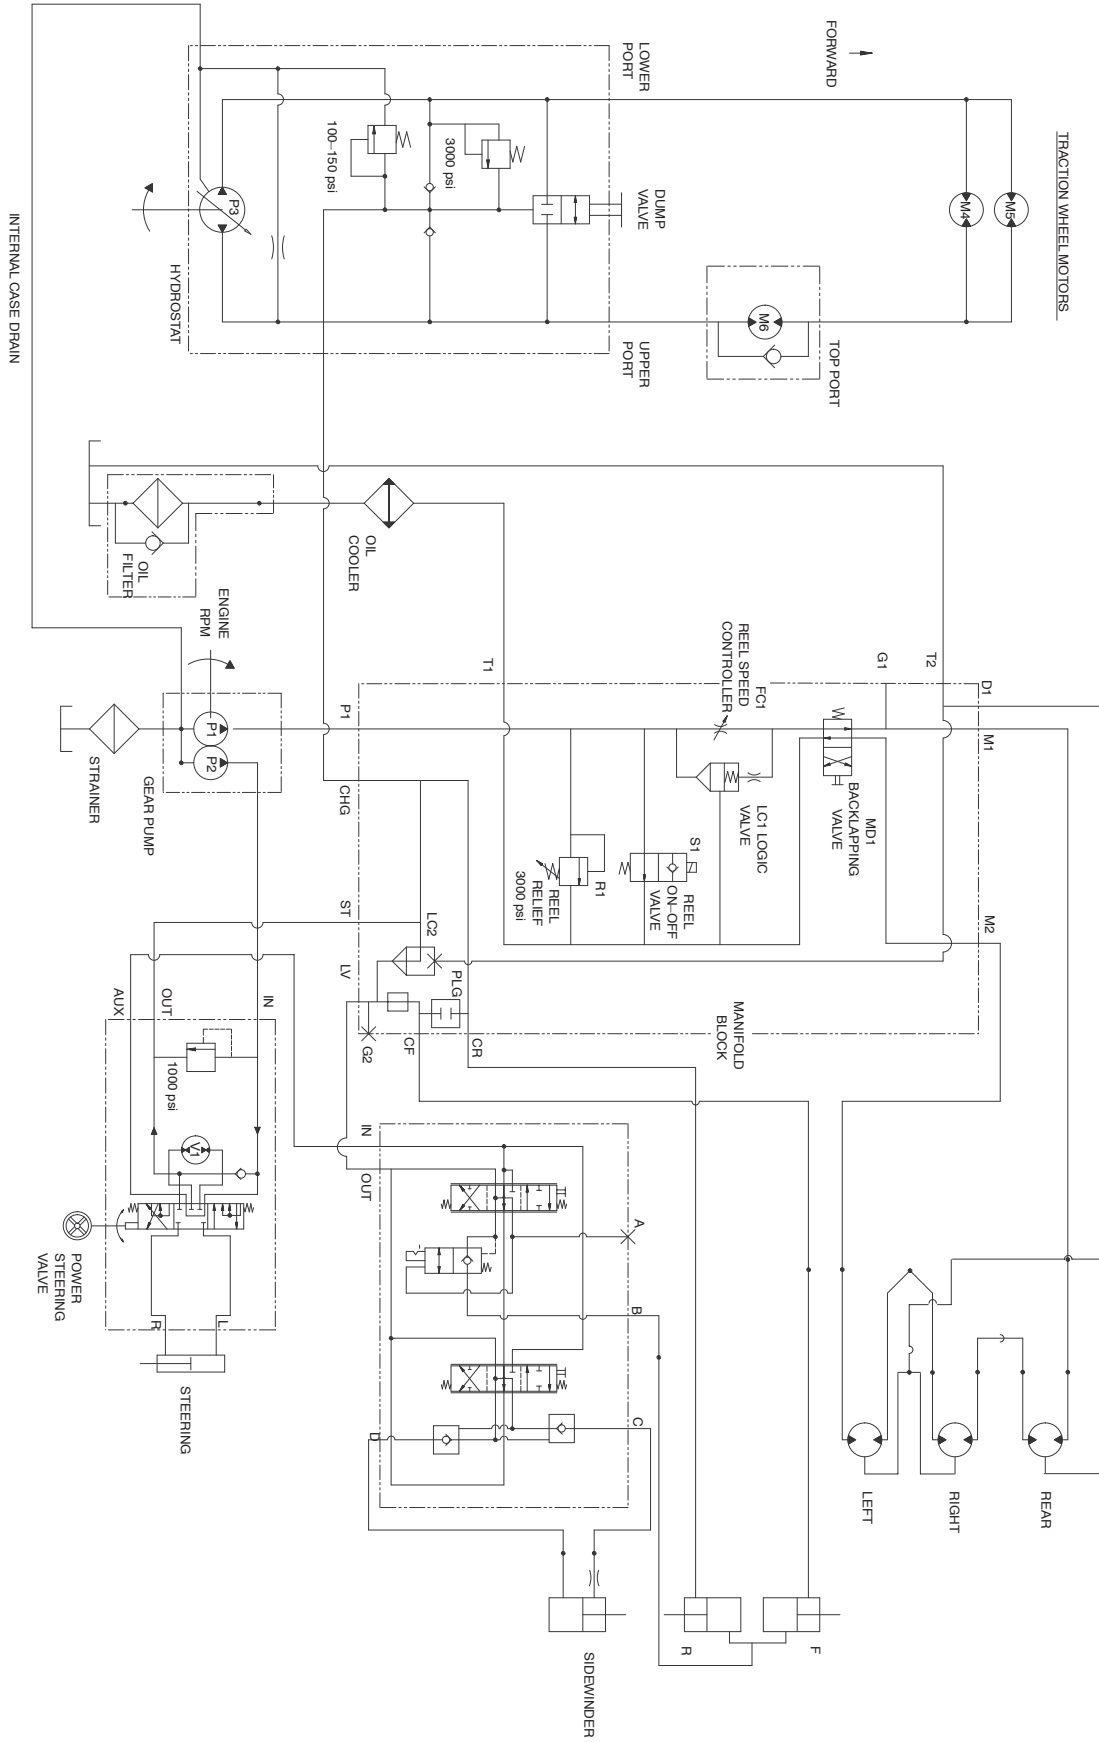 FORWARD
TRACTION WHEEL MOTORS
LOWER
PORT
M5
M4
3000 psi
100–150 psi
DUMP
VALVE
P3
HYDROSTAT
UPPER
PORT
M6
TOP PORT
INTERNAL CASE DRAIN
OIL
FILTER
OIL
COOLER
ENGINE
RPM
P1
P2
GEAR PUMP
STRAINER
T1
P1
CHG
ST
LV
REEL SPEED
CONTROLLER
FC1
G1
T2
D1
M1
MD1
BACKLAPPING
VALVE
LC1 LOGIC
VALVE
S1
REEL
ON–OFF
VALVE
R1
REEL
RELIEF
3000 psi
M2
LC2
PLG
MANIFOLD
BLOCK
CR
CF
G2
IN
OUT
AUX
1000 psi
V1
POWER
STEERING
VALVE
R
L
STEERING
IN
OUT
A
B
C
D
LEFT
RIGHT
REAR
R
F
SIDEWINDER